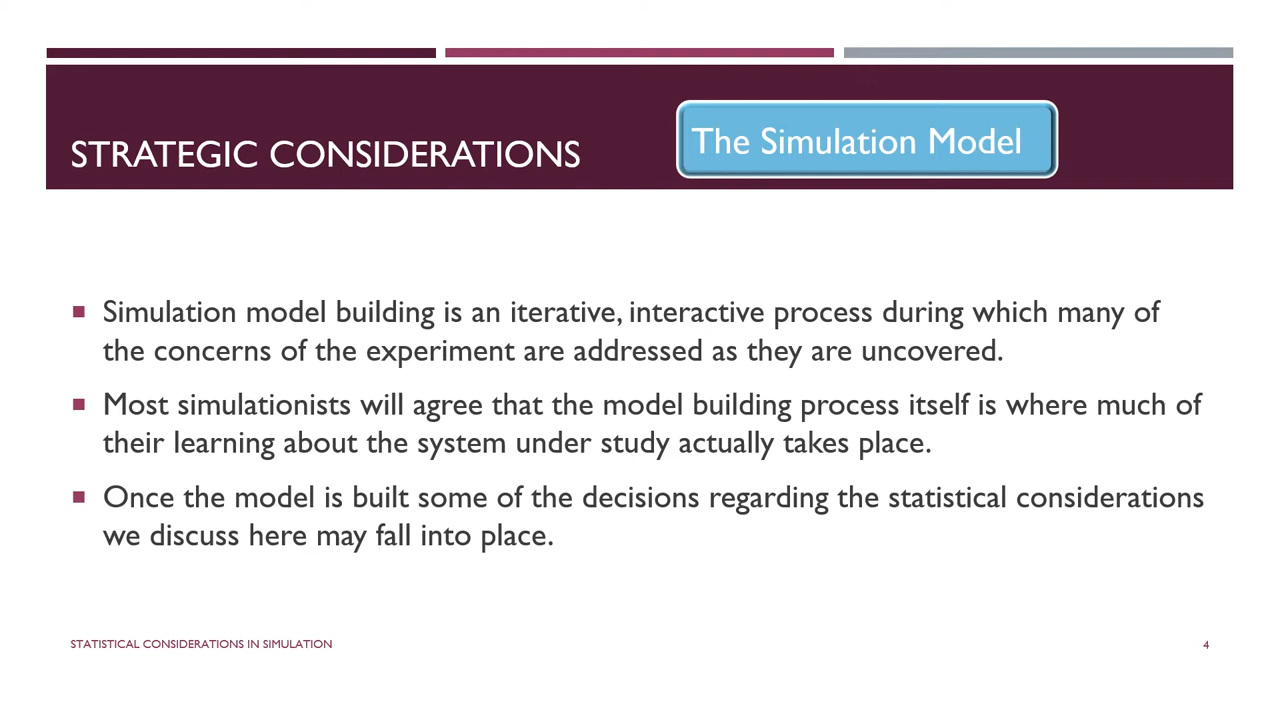 STRATEGIC CONSIDERATIONS
The Simulation Model
Simulation model building is an iterative, interactive process during which many of
the concerns of the experiment are addressed as they are uncovered.
Most simulationists will agree that the model building process itself is where much of
their learning about the system under study actually takes place.
Once the model is built some of the decisions regarding the statistical considerations
we discuss here may fall into place.
STATISTICAL CONSIDERATIONS IN SIMULATION
4